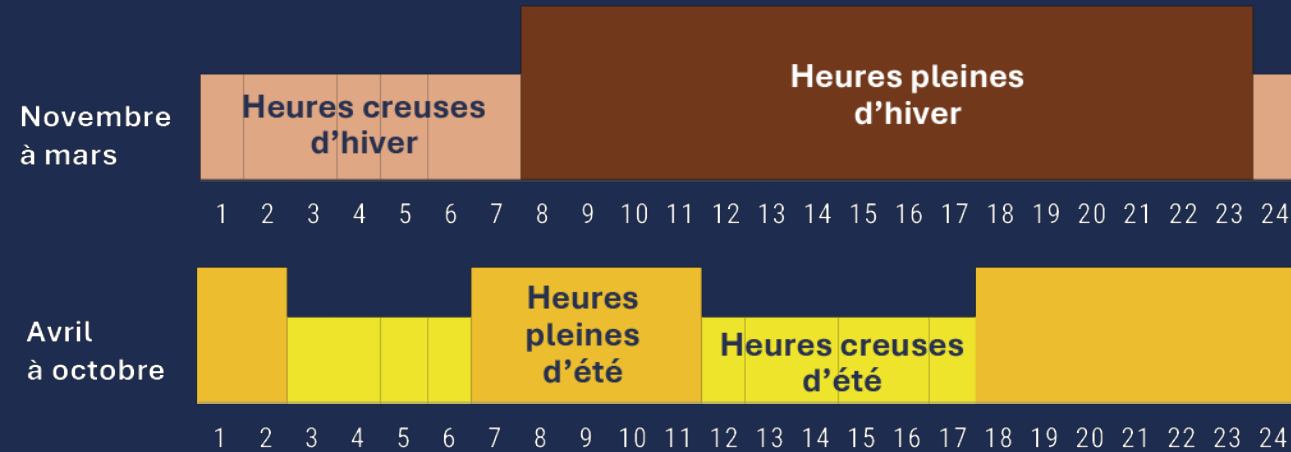 Heures pleines
d’hiver
Heures creuses
d’hiver
Novembre
à mars
1 2 3 4 5 6 7 8 9 10 11 12 13 14 15 16 17 18 19 20 21 22 23 24
Heures
pleines
d’été
Avril
à octobre
Heures creuses
d’été
1 2 3 4 5 6 7 8 9 10 11 12 13 14 15 16 17 18 19 20 21 22 23 24